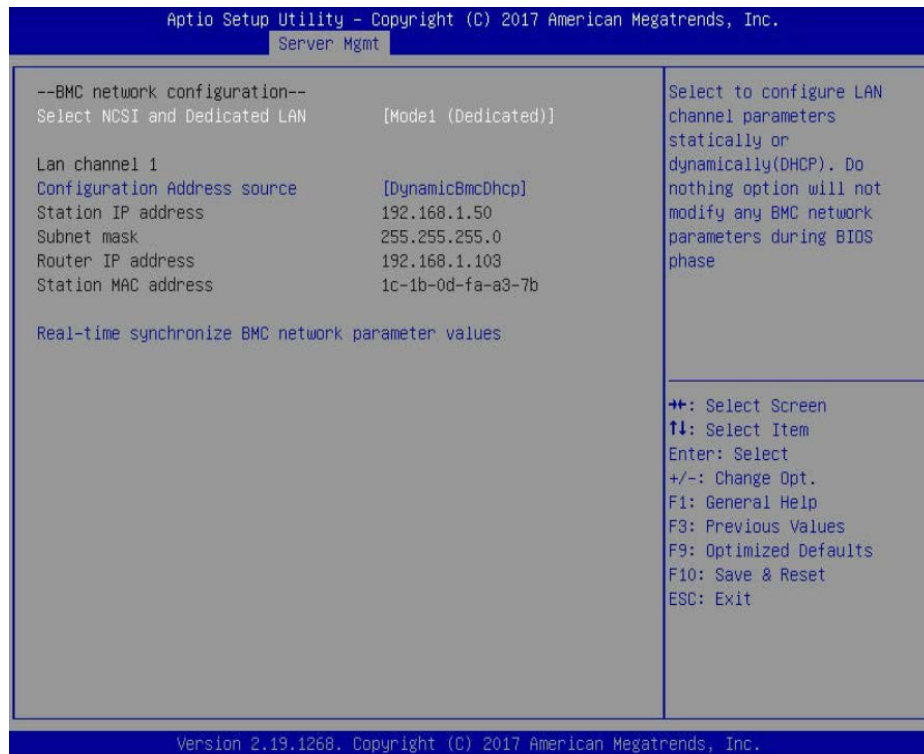 Aptio Setup Utility - Copyright (C) 2017 American Megatrends, Inc.
Server Mgmt
--BMC network configuration--
Select NCSI and Dedicated LAN [Mode1 (Dedicated)]
Lan channel 1
Configuration Address source [DynamicBmcDhcp]
Station IP address 192.168.1.50
Subnet mask 255.255.255.0
Router IP address 192.168.1.103
Station MAC address 1c-1b-0d-fa-a3-7b
Real-time synchronize BMC network parameter values
Select to configure LAN
channel parameters
statically or
dynamically(DHCP). Do
nothing option will not
modify any BMC network
parameters during BIOS
phase
→←: Select Screen
↑↓: Select Item
Enter: Select
+/-: Change Opt.
F1: General Help
F3: Previous Values
F9: Optimized Defaults
F10: Save & Reset
ESC: Exit
Version 2.19.1268. Copyright (C) 2017 American Megatrends, Inc.